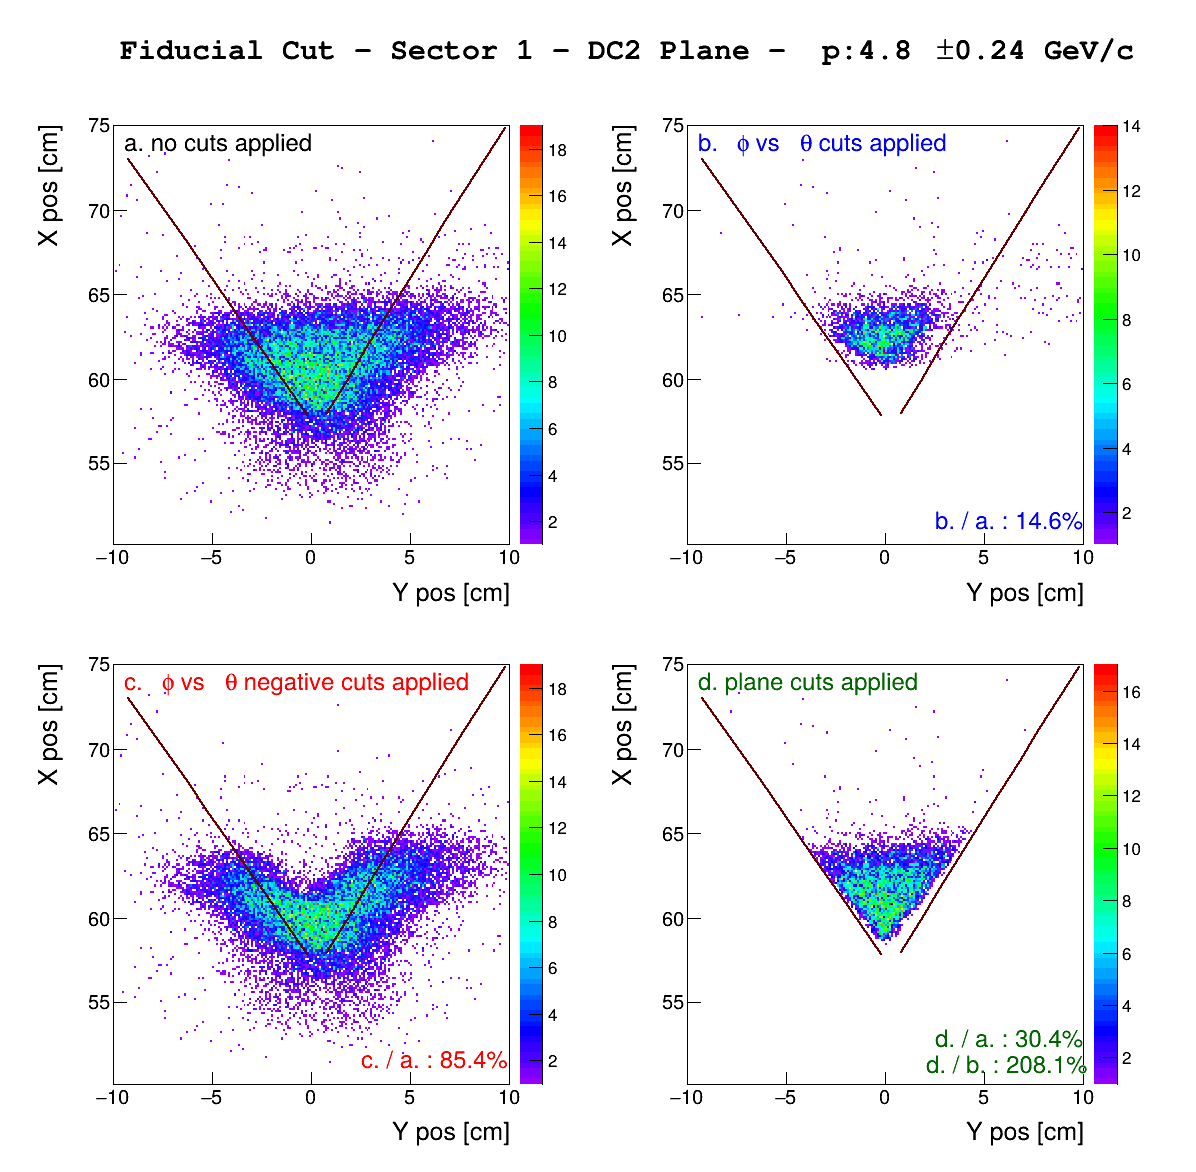 Fiducial Cut – Sector 1 – DC2 Plane – p:4.8 ±0.24 GeV/c
a. no cuts applied
X pos [cm]
75
70
65
60
55
−10 −5 0 5 10
Y pos [cm]
18
16
14
12
10
8
6
4
2
b. ϕ vs θ cuts applied
X pos [cm]
75
70
65
60
55
b. / a. : 14.6%
−10 −5 0 5 10
Y pos [cm]
14
12
10
8
6
4
2
c. ϕ vs θ negative cuts applied
X pos [cm]
75
70
65
60
55
c. / a. : 85.4%
−10 −5 0 5 10
Y pos [cm]
18
16
14
12
10
8
6
4
2
d. plane cuts applied
X pos [cm]
75
70
65
60
55
d. / a. : 30.4%
d. / b. : 208.1%
−10 −5 0 5 10
Y pos [cm]
16
14
12
10
8
6
4
2